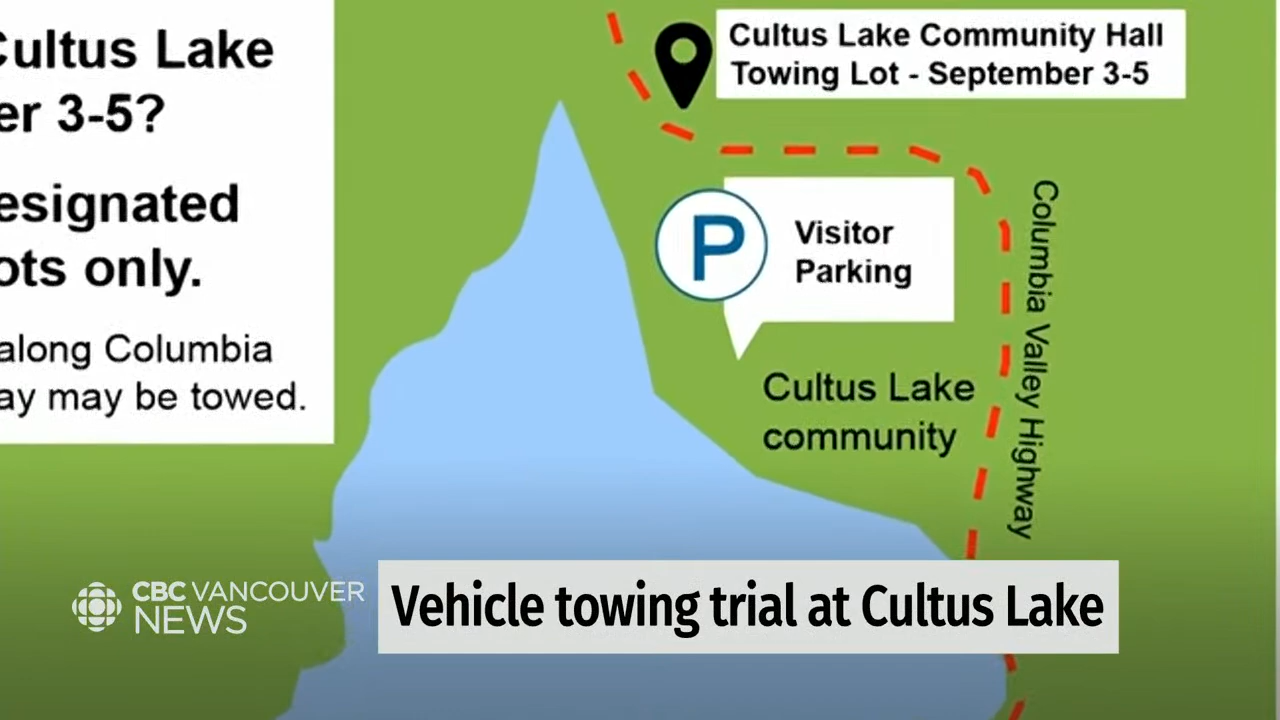 Cultus Lake
er 3-5?
esignated
ots only.
along Columbia
ay may be towed.
Cultus Lake Community Hall
Towing Lot - September 3-5
P
Visitor
Parking
Cultus Lake
community
Columbia Valley Highway
CBC VANCOUVER
NEWS
Vehicle towing trial at Cultus Lake